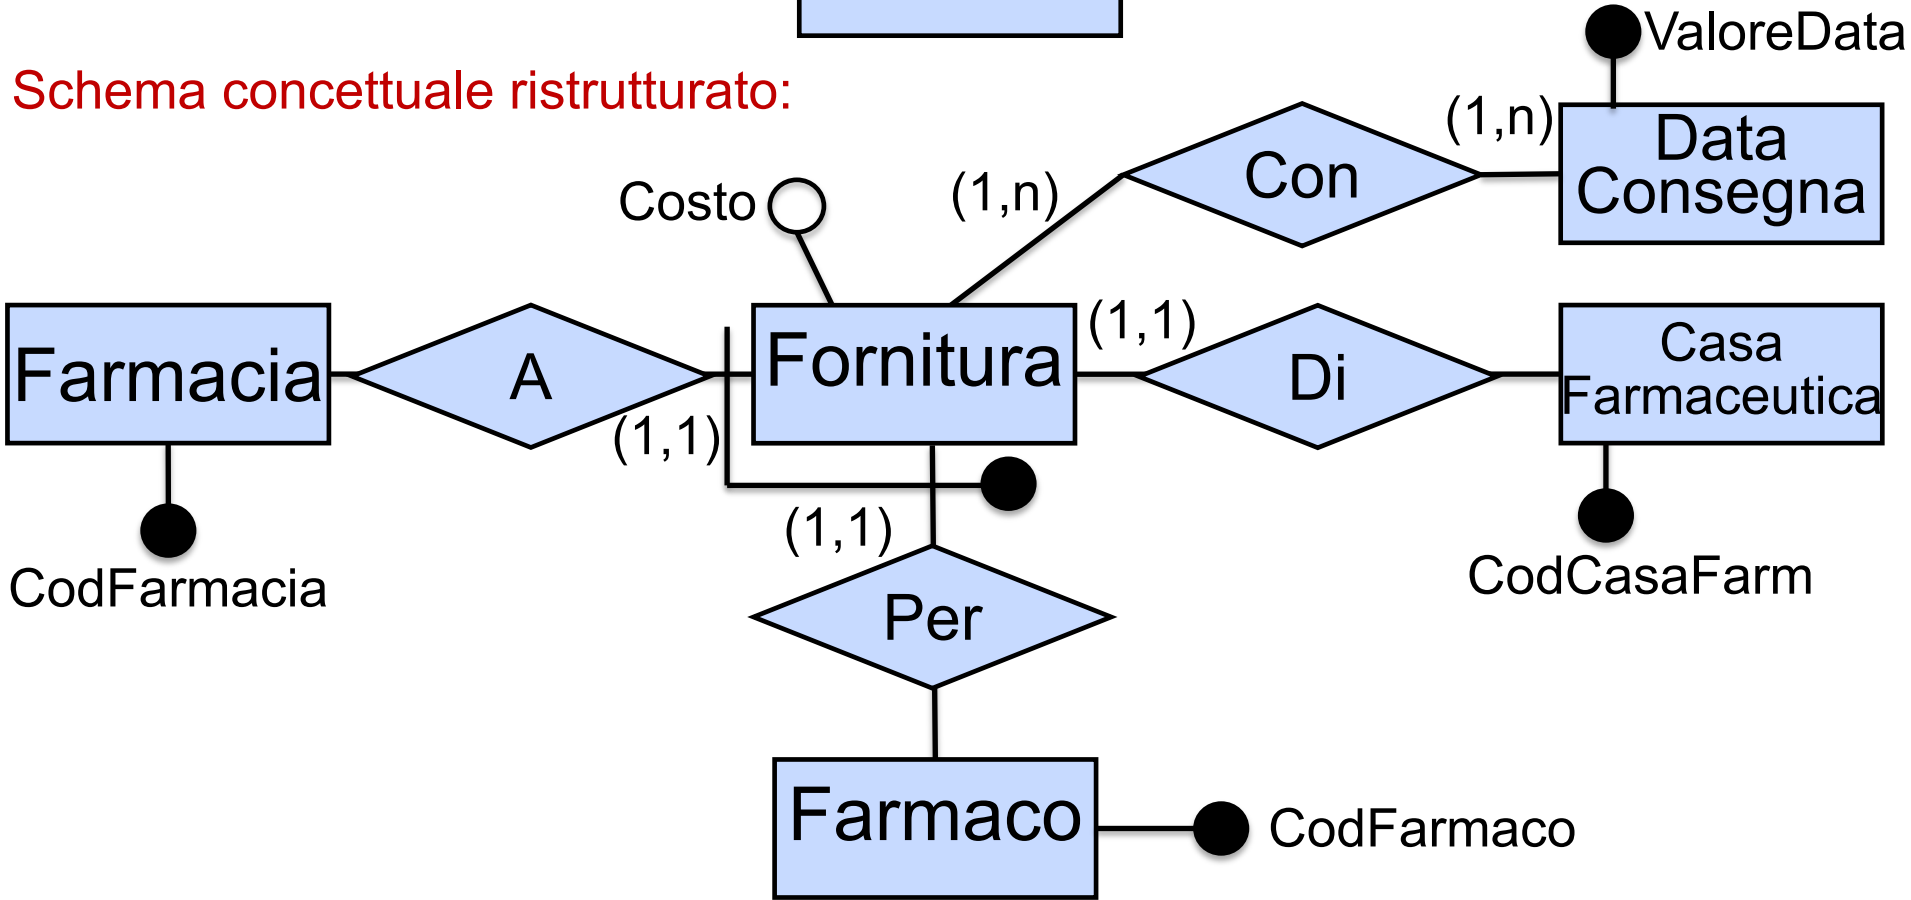 ValoreData
Schema concettuale ristrutturato:
(1,n)
Data
Consegna
Con
(1,n)
Costo
Farmacia
A
(1,1)
Fornitura
(1,1)
Di
Casa
Farmaceutica
(1,1)
CodFarmacia
CodCasaFarm
Per
Farmaco
CodFarmaco